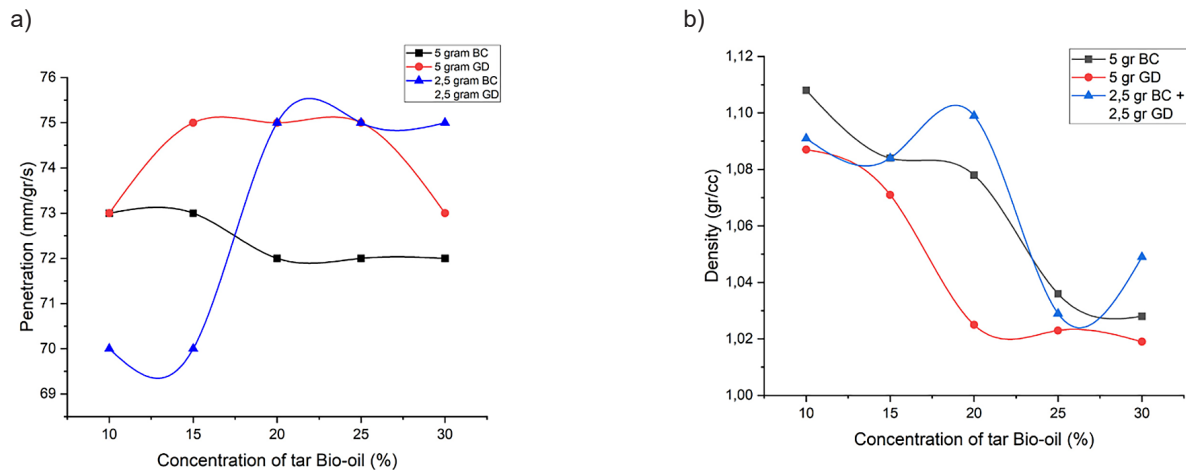 a)
5 gram BC
5 gram GD
2,5 gram BC
2,5 gram GD
76
75
74
73
72
71
70
69
Penetration (mm/gr/s)
10 15 20 25 30
Concentration of tar Bio-oil (%)
b)
5 gr BC
5 gr GD
2,5 gr BC +
2,5 gr GD
1,12
1,10
1,08
1,06
1,04
1,02
1,00
Density (gr/cc)
10 15 20 25 30
Concentration of tar Bio-oil (%)